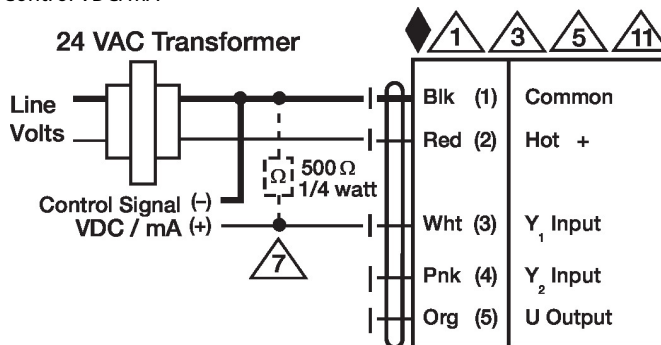 24 VAC Transformer
1 3 5 11
Line
Volts
Blk (1) Common
Red (2) Hot +
Ω 500 Ω
1/4 watt
Control Signal (–)
VDC / mA (+)
Wht (3) Y1 Input
7
Pnk (4) Y2 Input
Org (5) U Output